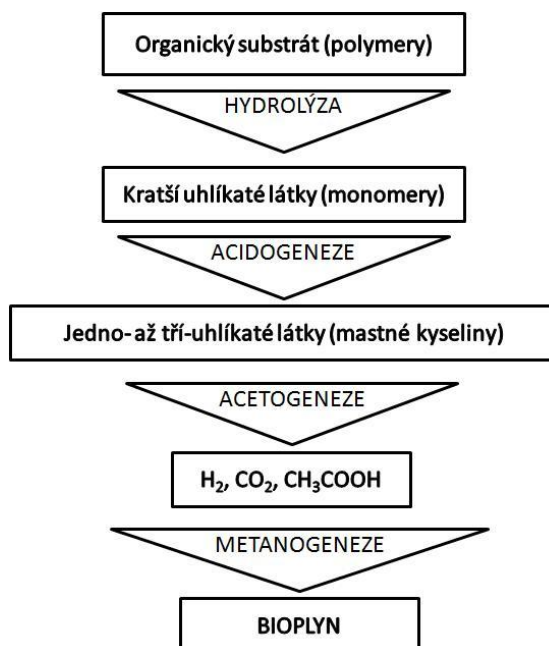 Organický substrát (polymery)
HYDROLÝZA
Kratší uhlíkaté látky (monomery)
ACIDOGENEZE
Jedno- až tří-uhlíkaté látky (mastné kyseliny)
ACETOGENEZE
H₂, CO₂, CH₃COOH
METANOGENEZE
BIOPLYN